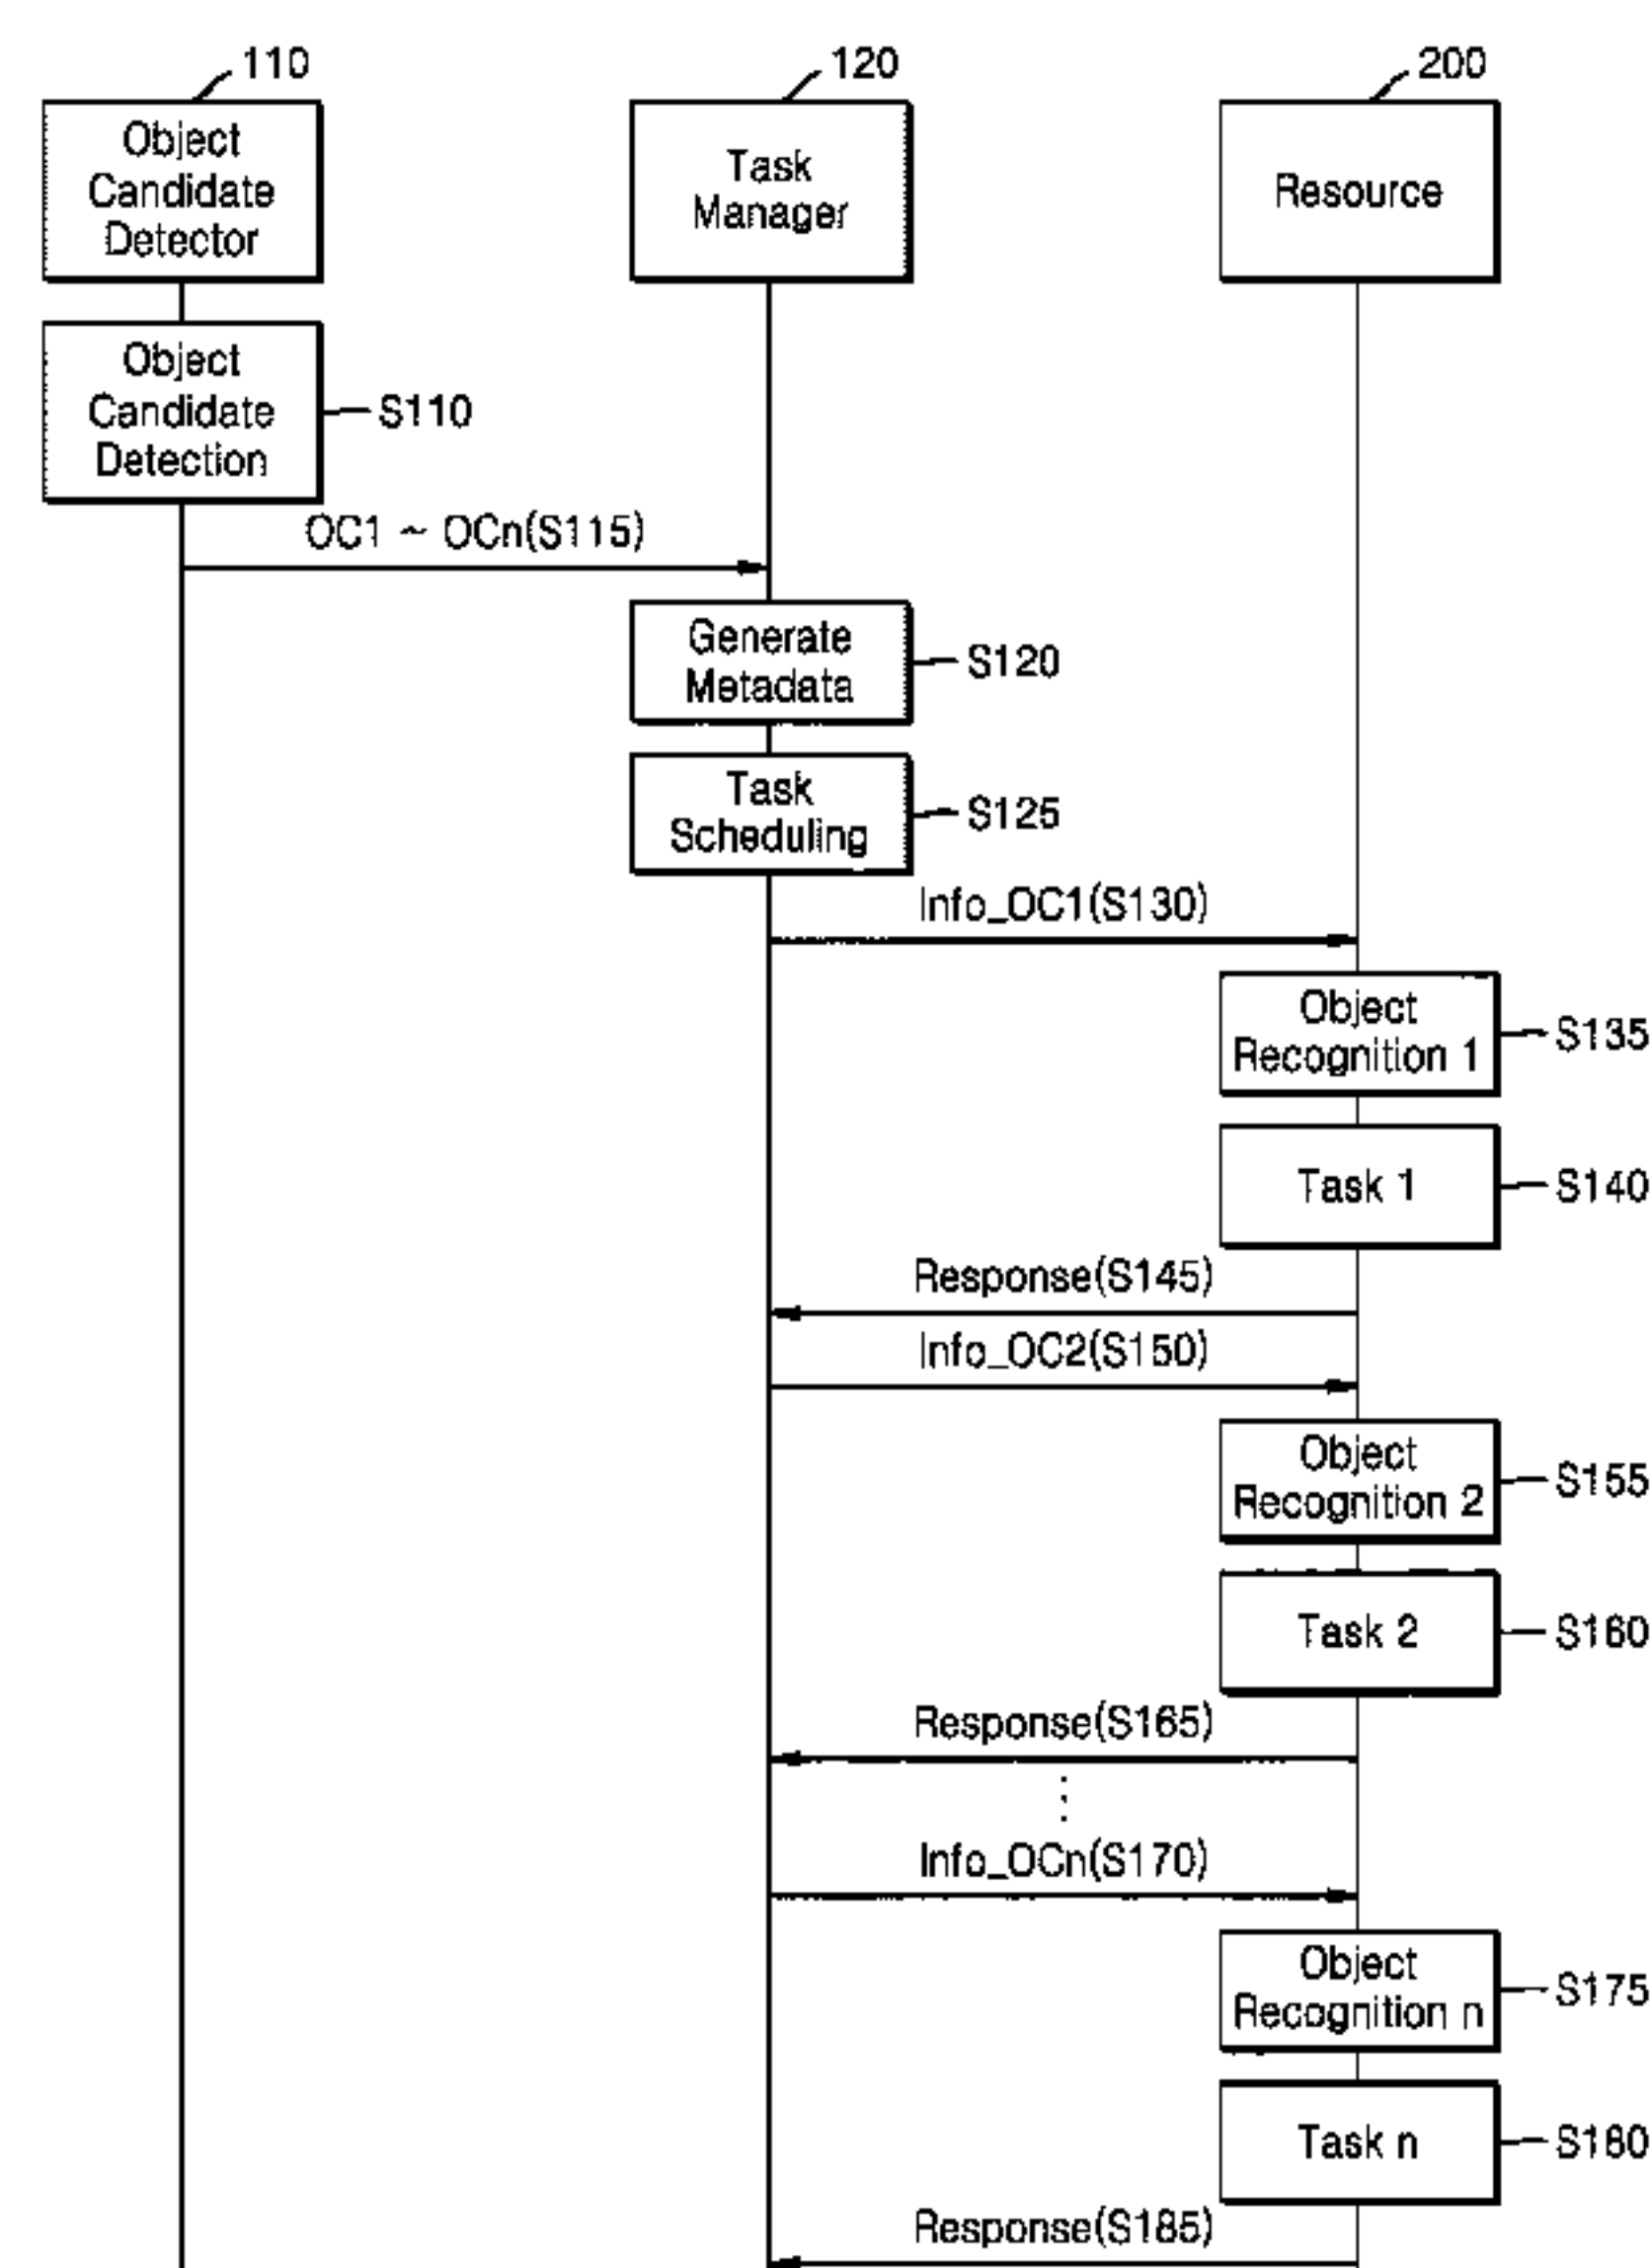 110
120
200
Object
Candidate
Detector
Task
Manager
Resource
Object
Candidate
Detection
S110
OC1 ~ OCn(S115)
Generate
Metadata
S120
Task
Scheduling
S125
Info_OC1(S130)
Object
Recognition 1
S135
Task 1
S140
Response(S145)
Info_OC2(S150)
Object
Recognition 2
S155
Task 2
S160
Response(S165)
⋮
Info_OCn(S170)
Object
Recognition n
S175
Task n
S180
Response(S185)